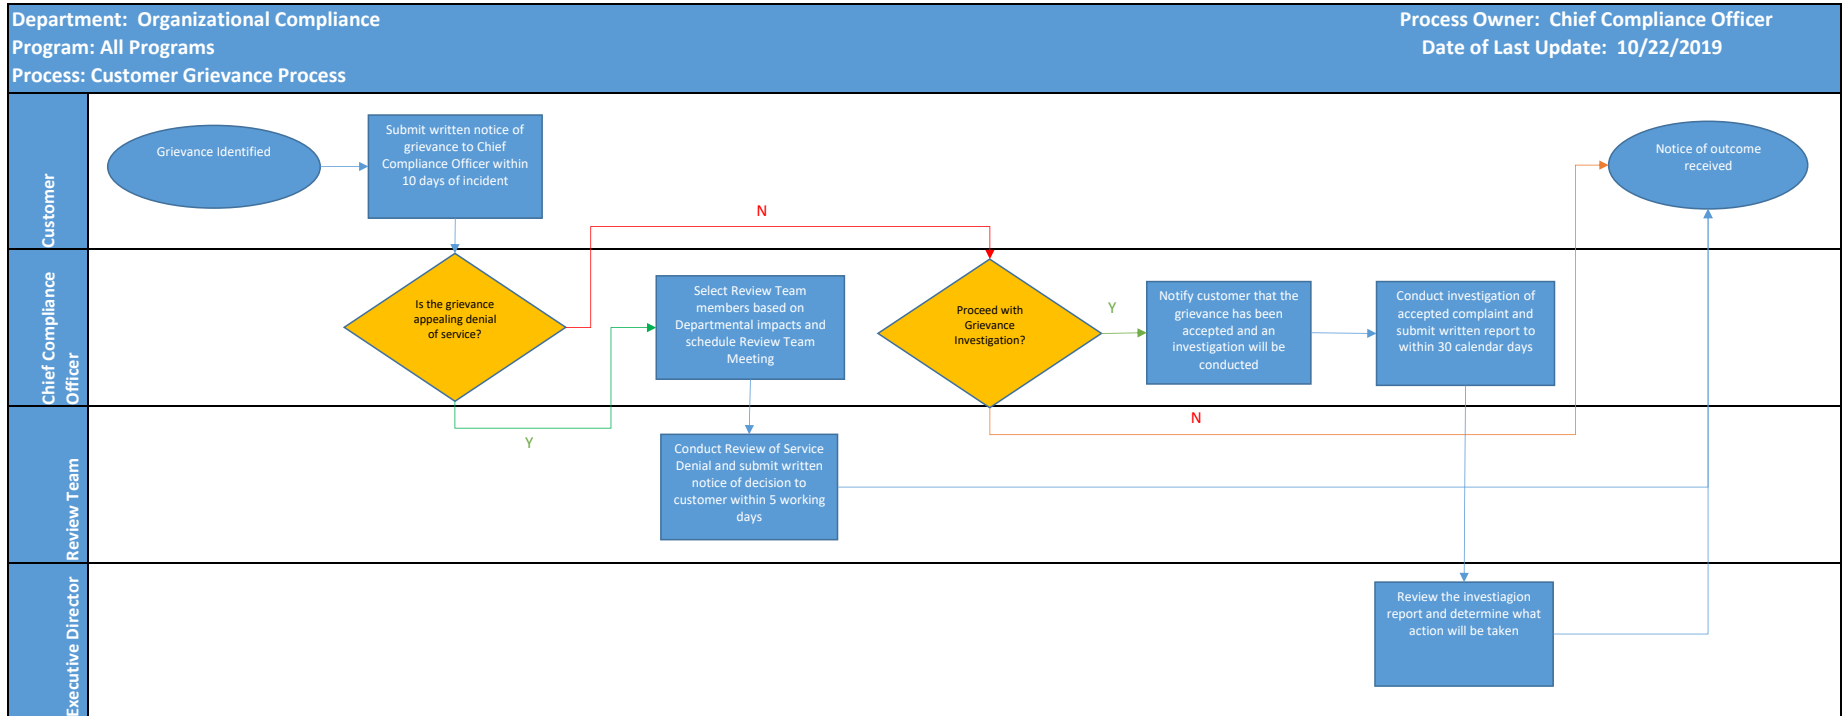 Department:  Organizational Compliance
Program: All Programs
Process: Customer Grievance Process
Process Owner:  Chief Compliance Officer
Date of Last Update:  10/22/2019
Customer
Grievance Identified
Submit written notice of
grievance to Chief
Compliance Officer within
10 days of incident
Notice of outcome
received
N
Chief Compliance
Officer
Is the grievance
appealing denial
of service?
Select Review Team
members based on
Departmental impacts and
schedule Review Team
Meeting
Proceed with
Grievance
Investigation?
Y
Notify customer that the
grievance has been
accepted and an
investigation will be
conducted
Conduct investigation of
accepted complaint and
submit written report to
within 30 calendar days
Review Team
Y
N
Conduct Review of Service
Denial and submit written
notice of decision to
customer within 5 working
days
Executive Director
Review the investiagion
report and determine what
action will be taken